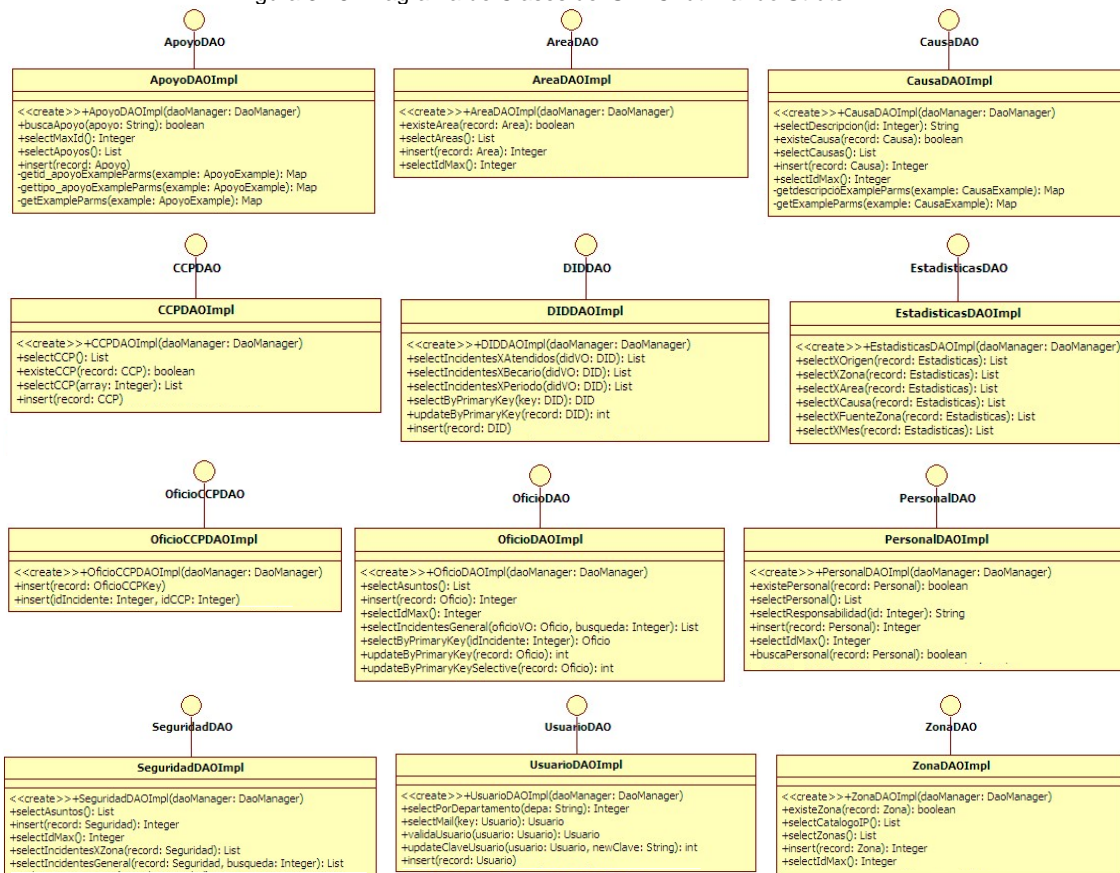 ApoyoDAO
ApoyoDAOImpl
<<create>>+ApoyoDAOImpl(daoManager: DaoManager)
+buscaApoyo(apoyo: String): boolean
+selectMaxId(): Integer
+selectApoyos(): List
+insert(record: Apoyo)
-getid_apoyoExampleParms(example: ApoyoExample): Map
-gettipo_apoyoExampleParms(example: ApoyoExample): Map
-getExampleParms(example: ApoyoExample): Map
AreaDAO
AreaDAOImpl
<<create>>+AreaDAOImpl(daoManager: DaoManager)
+existeArea(record: Area): boolean
+selectAreas(): List
+insert(record: Area): Integer
+selectIdMax(): Integer
CausaDAO
CausaDAOImpl
<<create>>+CausaDAOImpl(daoManager: DaoManager)
+selectDescripcion(id: Integer): String
+existeCausa(record: Causa): boolean
+selectCausas(): List
+insert(record: Causa): Integer
+selectIdMax(): Integer
-getdescripcióExampleParms(example: CausaExample): Map
-getExampleParms(example: CausaExample): Map
CCPDAO
CCPDAOImpl
<<create>>+CCPDAOImpl(daoManager: DaoManager)
+selectCCP(): List
+existeCCP(record: CCP): boolean
+selectCCP(array: Integer): List
+insert(record: CCP)
DIDDAO
DIDDAOImpl
<<create>>+DIDDAOImpl(daoManager: DaoManager)
+selectIncidentesXAtendidos(didVO: DID): List
+selectIncidentesXBecario(didVO: DID): List
+selectIncidentesXPeriodo(didVO: DID): List
+selectByPrimaryKey(key: DID): DID
+updateByPrimaryKey(record: DID): int
+insert(record: DID)
EstadisticasDAO
EstadisticasDAOImpl
<<create>>+EstadisticasDAOImpl(daoManager: DaoManager)
+selectXOrigen(record: Estadisticas): List
+selectXZona(record: Estadisticas): List
+selectXArea(record: Estadisticas): List
+selectXCausa(record: Estadisticas): List
+selectXFuenteZona(record: Estadisticas): List
+selectXMes(record: Estadisticas): List
OficioCCPDAO
OficioCCPDAOImpl
<<create>>+OficioCCPDAOImpl(daoManager: DaoManager)
+insert(record: OficioCCPKey)
+insert(idIncidente: Integer, idCCP: Integer)
OficioDAO
OficioDAOImpl
<<create>>+OficioDAOImpl(daoManager: DaoManager)
+selectAsuntos(): List
+insert(record: Oficio): Integer
+selectIdMax(): Integer
+selectIncidentesGeneral(oficioVO: Oficio, busqueda: Integer): List
+selectByPrimaryKey(idIncidente: Integer): Oficio
+updateByPrimaryKey(record: Oficio): int
+updateByPrimaryKeySelective(record: Oficio): int
PersonalDAO
PersonalDAOImpl
<<create>>+PersonalDAOImpl(daoManager: DaoManager)
+existePersonal(record: Personal): boolean
+selectPersonal(): List
+selectResponsabilidad(id: Integer): String
+insert(record: Personal): Integer
+selectIdMax(): Integer
+buscaPersonal(record: Personal): boolean
SeguridadDAO
SeguridadDAOImpl
<<create>>+SeguridadDAOImpl(daoManager: DaoManager)
+selectAsuntos(): List
+insert(record: Seguridad): Integer
+selectIdMax(): Integer
+selectIncidentesXZona(record: Seguridad): List
+selectIncidentesGeneral(record: Seguridad, busqueda: Integer): List
UsuarioDAO
UsuarioDAOImpl
<<create>>+UsuarioDAOImpl(daoManager: DaoManager)
+selectPorDepartamento(depa: String): Integer
+selectMail(key: Usuario): Usuario
+validaUsuario(usuario: Usuario): Usuario
+updateClaveUsuario(usuario: Usuario, newClave: String): int
+insert(record: Usuario)
ZonaDAO
ZonaDAOImpl
<<create>>+ZonaDAOImpl(daoManager: DaoManager)
+existeZona(record: Zona): boolean
+selectCatalogoIP(): List
+selectZonas(): List
+insert(record: Zona): Integer
+selectIdMax(): Integer